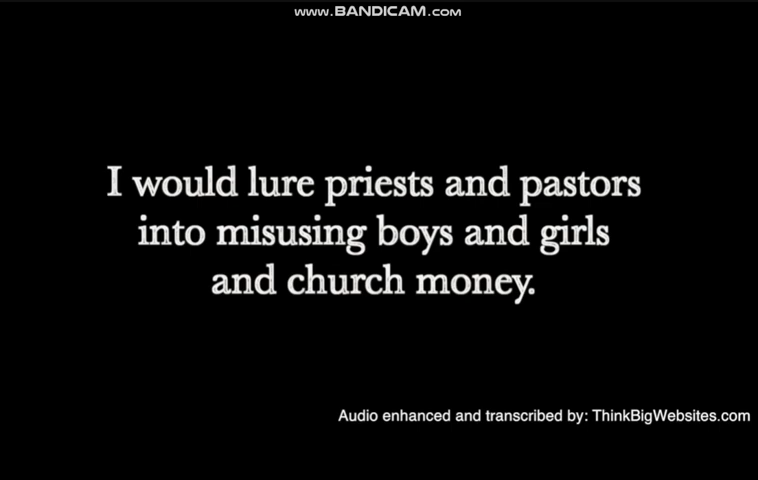 www.BANDICAM.com
I would lure priests and pastors
into misusing boys and girls
and church money.
Audio enhanced and transcribed by: ThinkBigWebsites.com